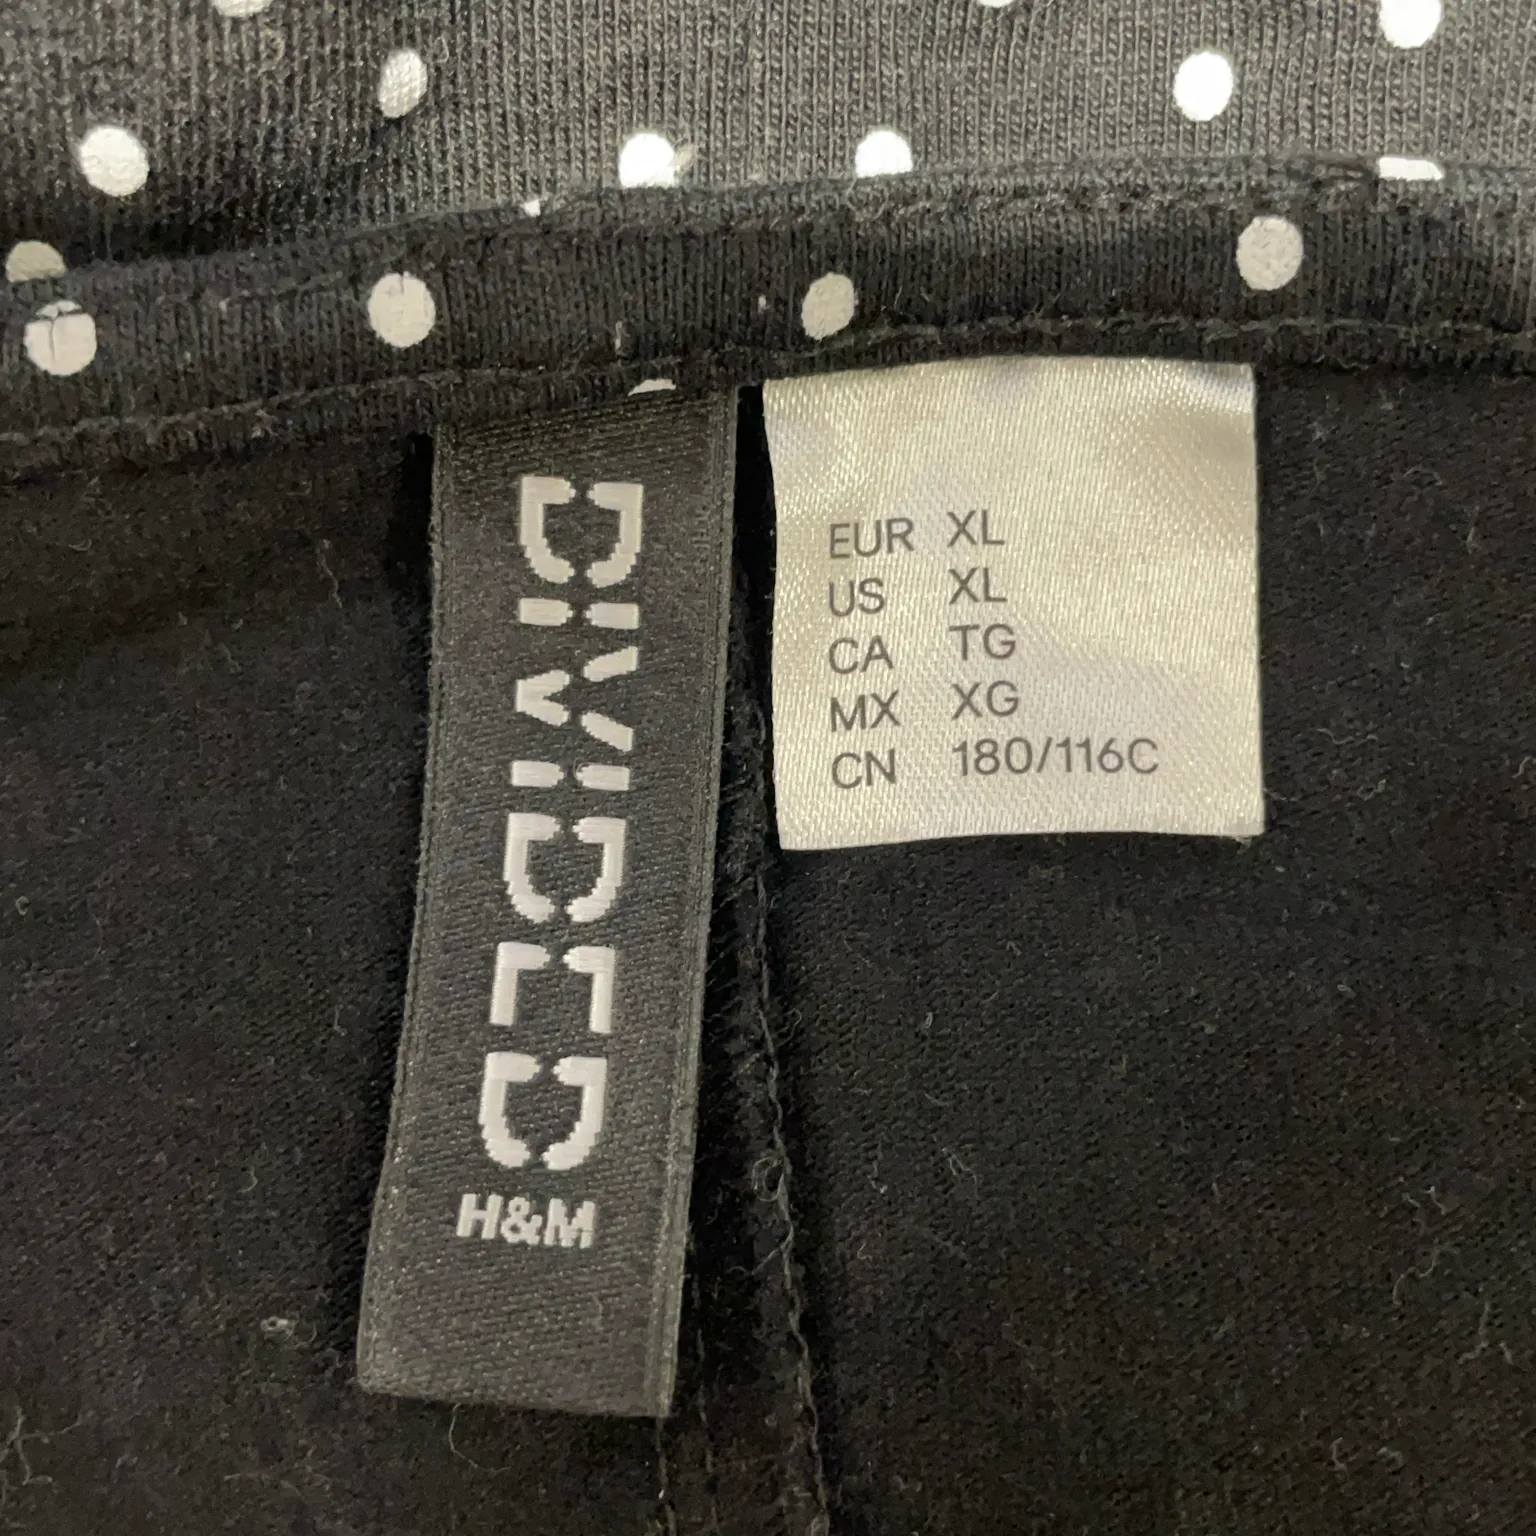 DIVIDED
H&M
EUR XL
US XL
CA TG
MX XG
CN 180/116C